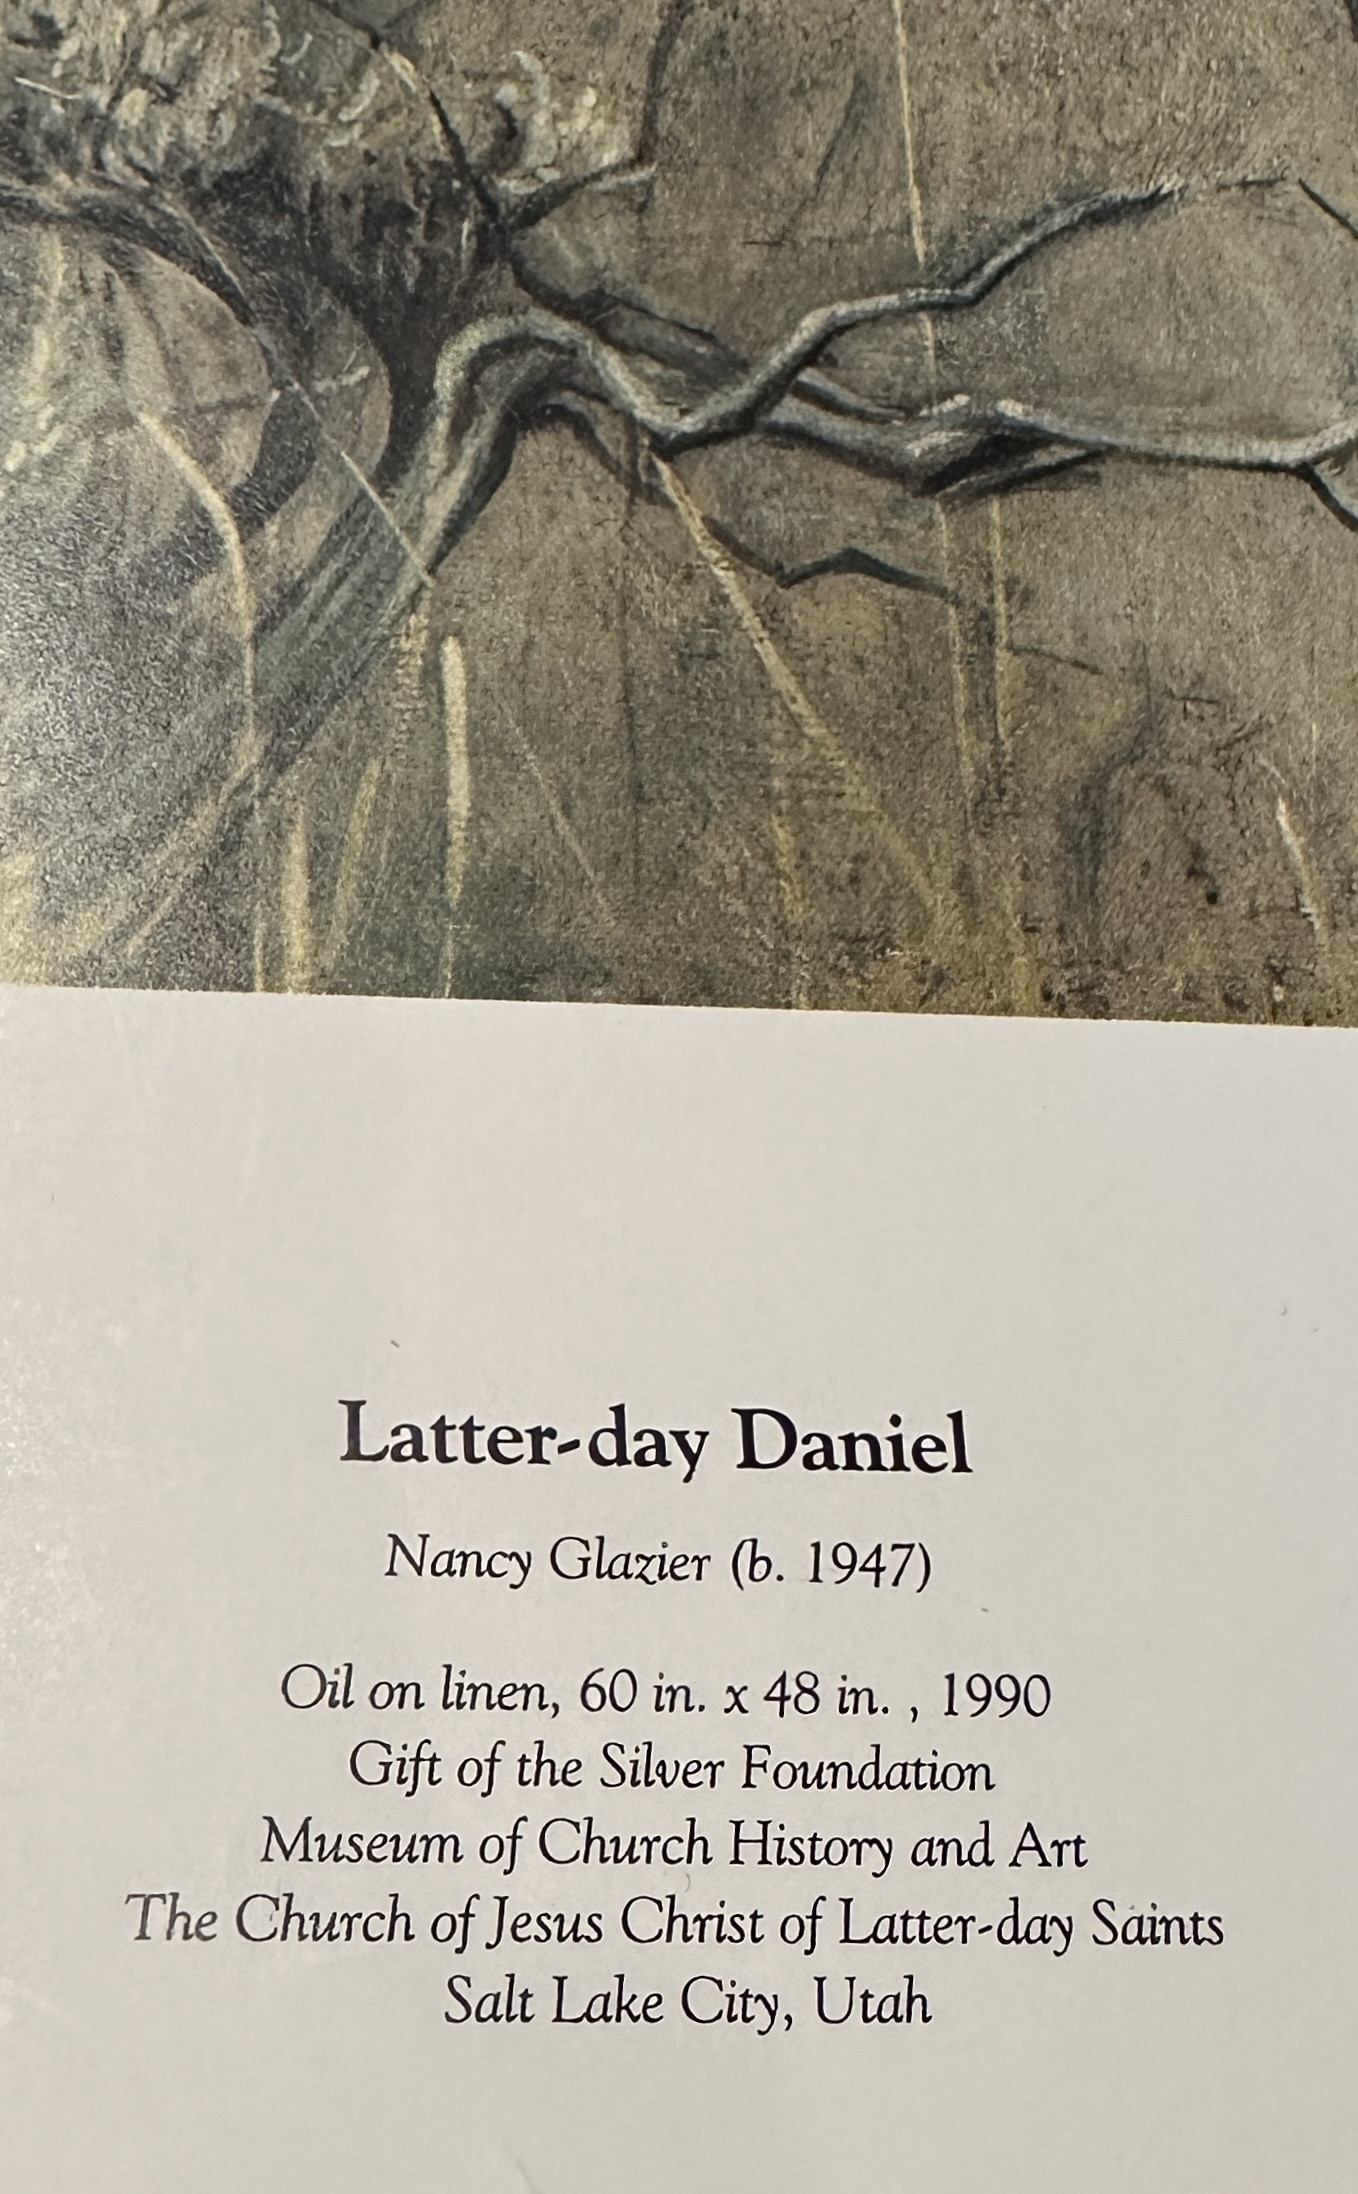 Latter-day Daniel
Nancy Glazier (b. 1947)
Oil on linen, 60 in. x 48 in. , 1990
Gift of the Silver Foundation
Museum of Church History and Art
The Church of Jesus Christ of Latter-day Saints
Salt Lake City, Utah